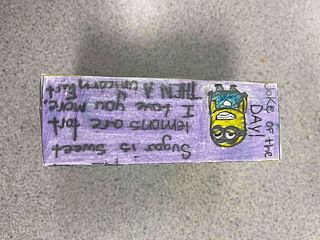 Joke of the
DAY!
Sugar is sweet
lemons are tart
I love you more
THEN A unicorn Fart